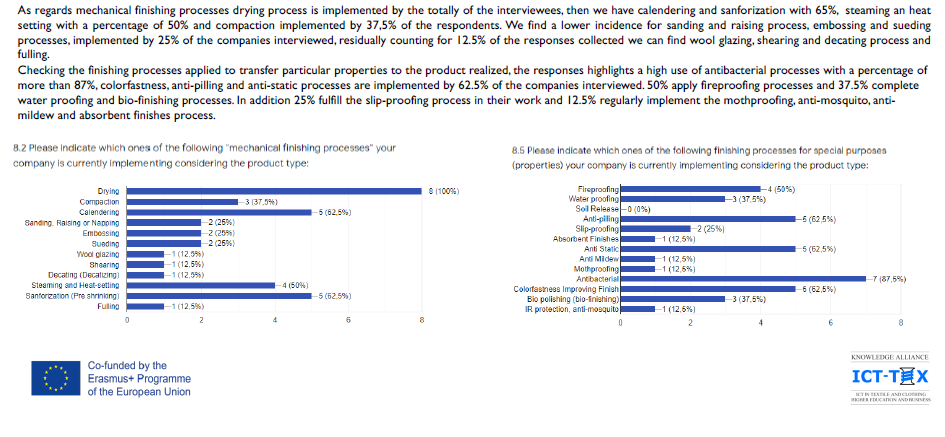 As regards mechanical finishing processes drying process is implemented by the totally of the interviewees, then we have calendering and sanforization with 65%, steaming an heat
setting with a percentage of 50% and compaction implemented by 37,5% of the respondents. We find a lower incidence for sanding and raising process, embossing and sueding
processes, implemented by 25% of the companies interviewed, residually counting for 12.5% of the responses collected we can find wool glazing, shearing and decating process and
fulling.
Checking the finishing processes applied to transfer particular properties to the product realized, the responses highlights a high use of antibacterial processes with a percentage of
more than 87%, colorfastness, anti-pilling and anti-static processes are implemented by 62.5% of the companies interviewed. 50% apply fireproofing processes and 37.5% complete
water proofing and bio-finishing processes. In addition 25% fulfill the slip-proofing process in their work and 12.5% regularly implement the mothproofing, anti-mosquito, anti-
mildew and absorbent finishes process.
8.2 Please indicate which ones of the following "mechanical finishing processes" your
company is currently implementing considering the product type:
Drying 8 (100%)
Compaction 3 (37,5%)
Calendering 5 (62,5%)
Sanding, Raising or Napping 2 (25%)
Embossing 2 (25%)
Sueding 2 (25%)
Wool glazing 1 (12,5%)
Shearing 1 (12,5%)
Decating (Decatizing) 1 (12,5%)
Steaming and Heat-setting 4 (50%)
Sanforization (Pre shrinking) 5 (62,5%)
Fulling 1 (12,5%)
0 2 4 6 8
8.5 Please indicate which ones of the following finishing processes for special purposes
(properties) your company is currently implementing considering the product type:
Fireproofing 4 (50%)
Water proofing 3 (37,5%)
Soil Release 0 (0%)
Anti-pilling 5 (62,5%)
Slip-proofing 2 (25%)
Absorbent Finishes 1 (12,5%)
Anti Static 5 (62,5%)
Anti Mildew 1 (12,5%)
Mothproofing 1 (12,5%)
Antibacterial 7 (87,5%)
Colorfastness Improving Finish 5 (62,5%)
Bio polishing (bio-finishing) 3 (37,5%)
IR protection, anti-mosquito 1 (12,5%)
0 2 4 6 8
Co-funded by the
Erasmus+ Programme
of the European Union
KNOWLEDGE ALLIANCE
ICT-TEX
ICT IN TEXTILE AND CLOTHING
HIGHER EDUCATION AND BUSINESS